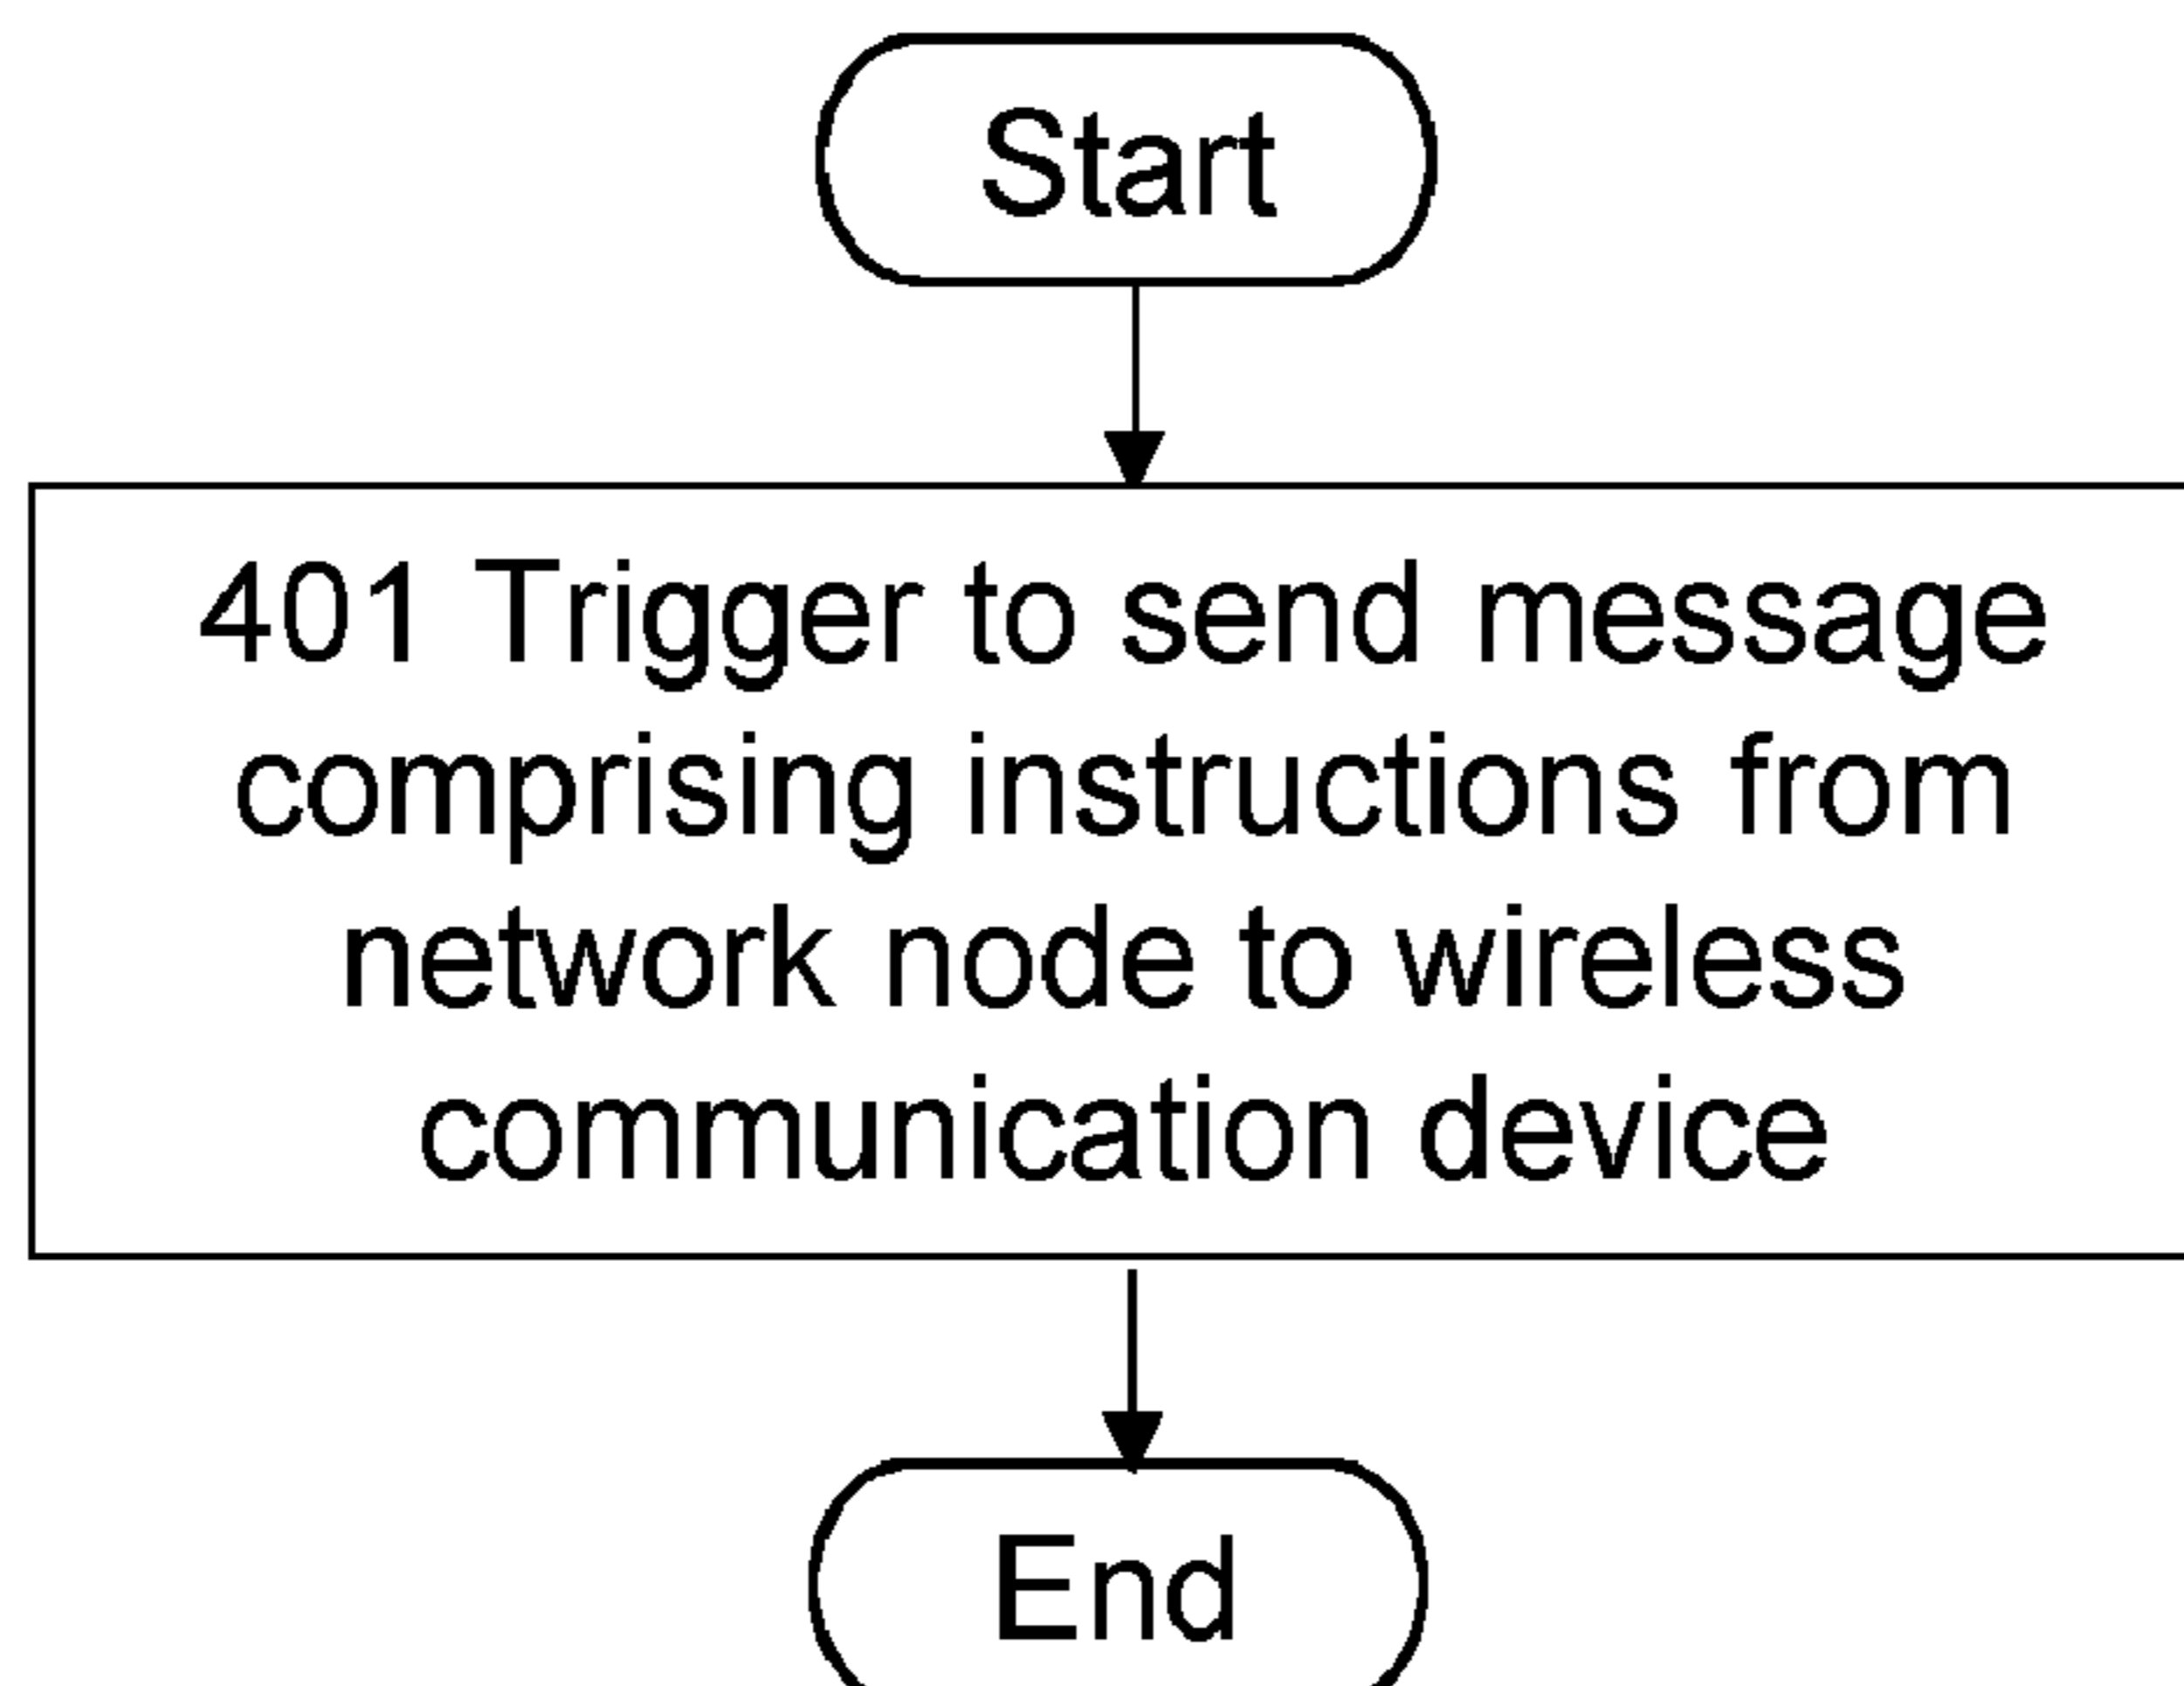 Start
401 Trigger to send message
comprising instructions from
network node to wireless
communication device
End